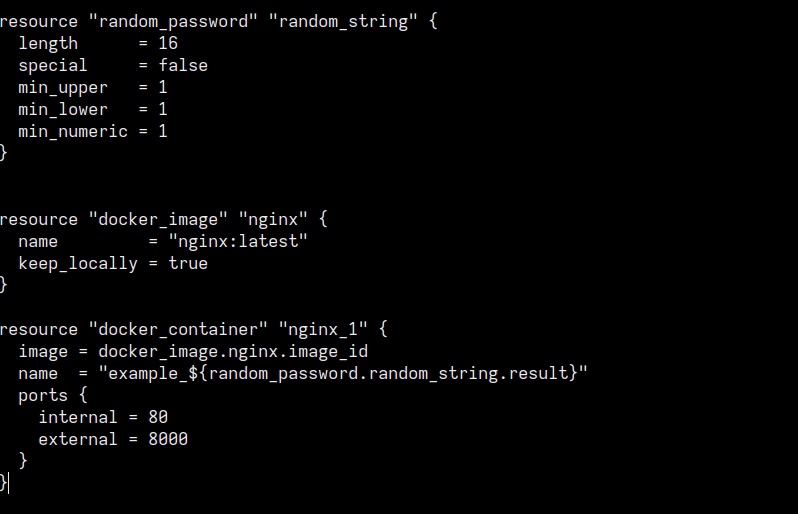 resource "random_password" "random_string" {
  length      = 16
  special     = false
  min_upper   = 1
  min_lower   = 1
  min_numeric = 1
}
resource "docker_image" "nginx" {
  name         = "nginx:latest"
  keep_locally = true
}
resource "docker_container" "nginx_1" {
  image = docker_image.nginx.image_id
  name  = "example_${random_password.random_string.result}"
  ports {
    internal = 80
    external = 8000
  }
}